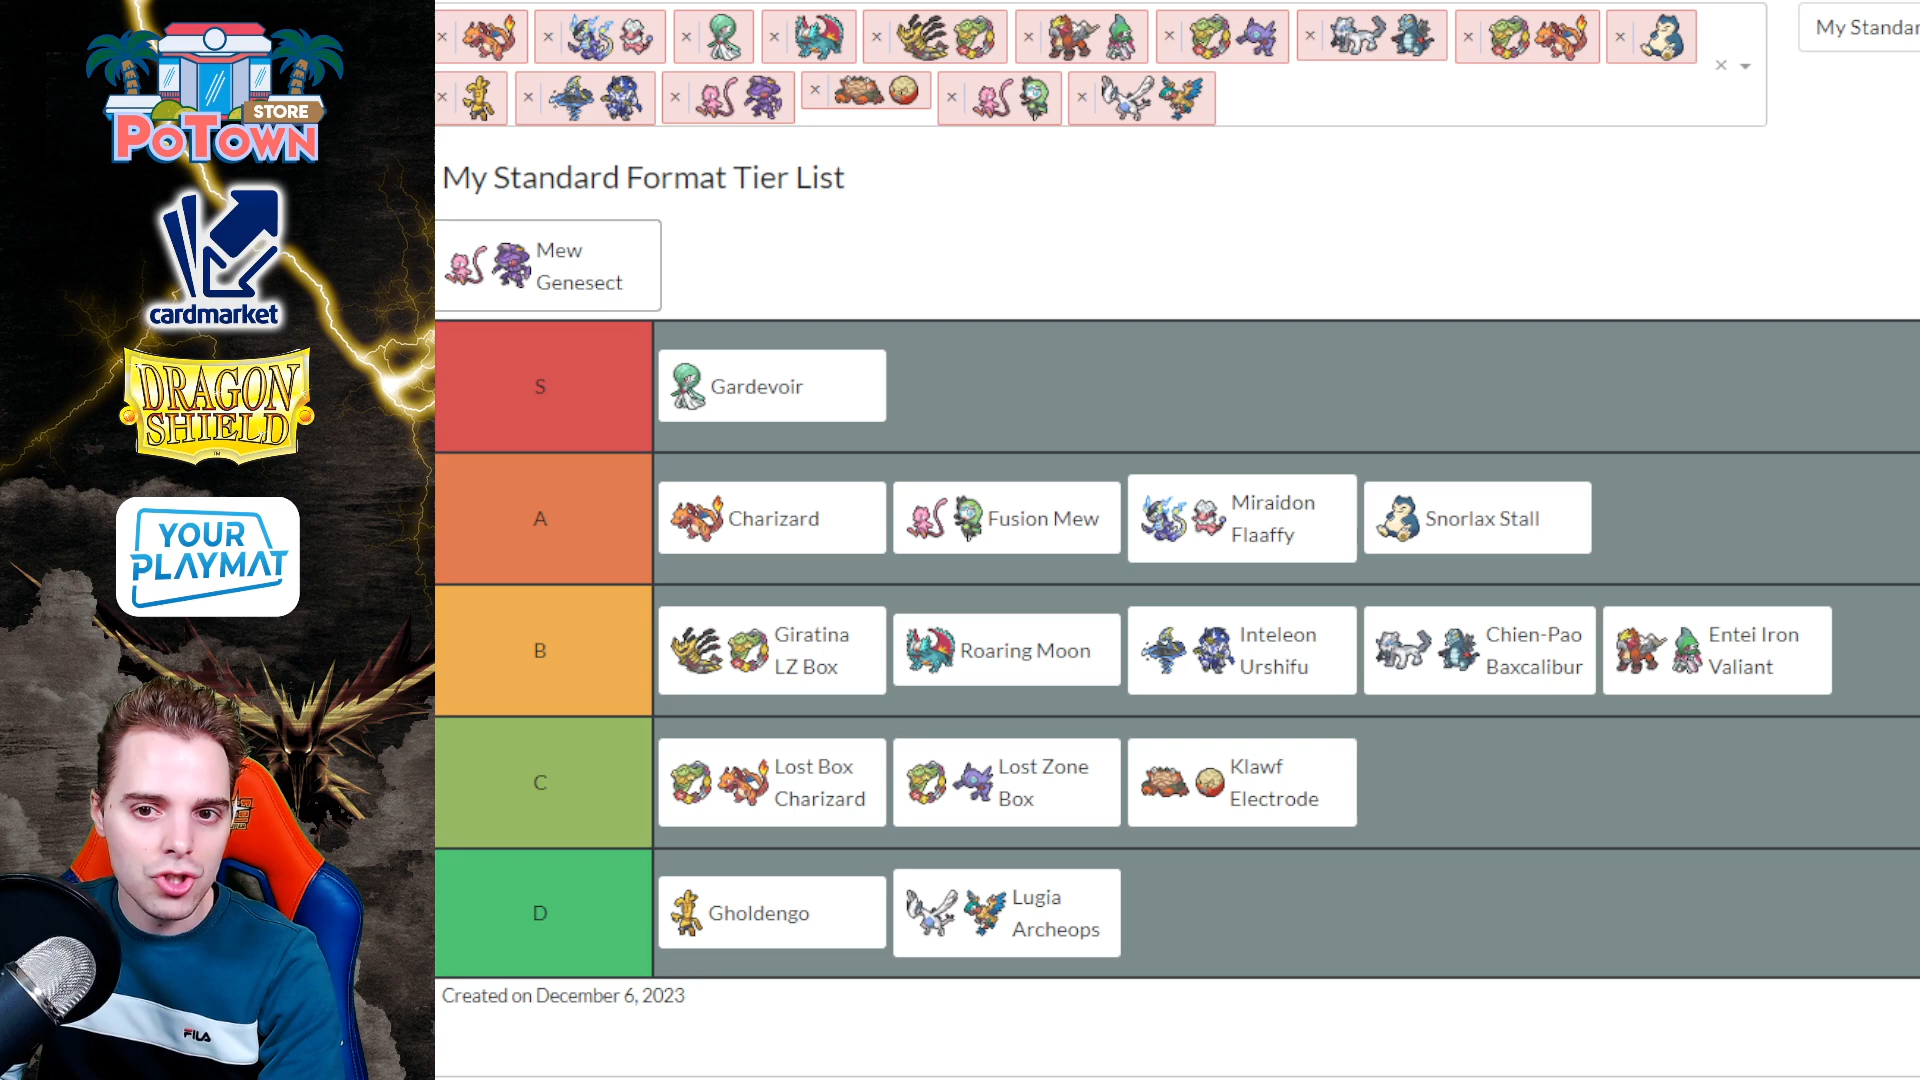 My Standar
STORE
POTOWN
cardmarket
DRAGON
SHIELD
TM
YOUR
PLAYMAT
FILA
My Standard Format Tier List
Mew
Genesect
S
Gardevoir
A
Charizard
Fusion Mew
Miraidon
Flaaffy
Snorlax Stall
B
Giratina
LZ Box
Roaring Moon
Inteleon
Urshifu
Chien-Pao
Baxcalibur
Entei Iron
Valiant
C
Lost Box
Charizard
Lost Zone
Box
Klawf
Electrode
D
Gholdengo
Lugia
Archeops
Created on December 6, 2023